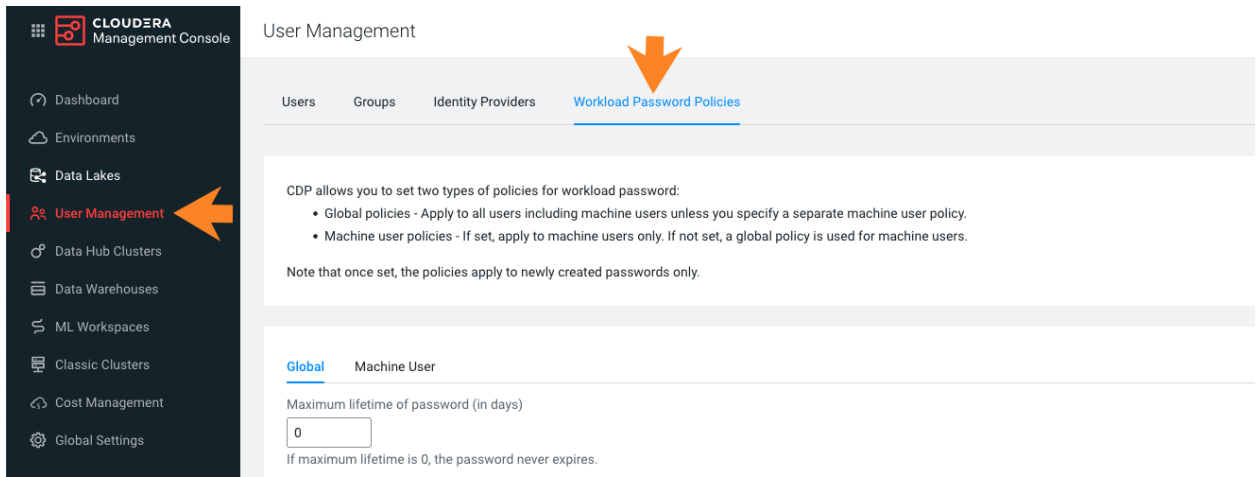 CLOUDERA
Management Console
Dashboard
Environments
Data Lakes
User Management
Data Hub Clusters
Data Warehouses
ML Workspaces
Classic Clusters
Cost Management
Global Settings
User Management
Users Groups Identity Providers Workload Password Policies
CDP allows you to set two types of policies for workload password:
• Global policies - Apply to all users including machine users unless you specify a separate machine user policy.
• Machine user policies - If set, apply to machine users only. If not set, a global policy is used for machine users.
Note that once set, the policies apply to newly created passwords only.
Global Machine User
Maximum lifetime of password (in days)
0
If maximum lifetime is 0, the password never expires.